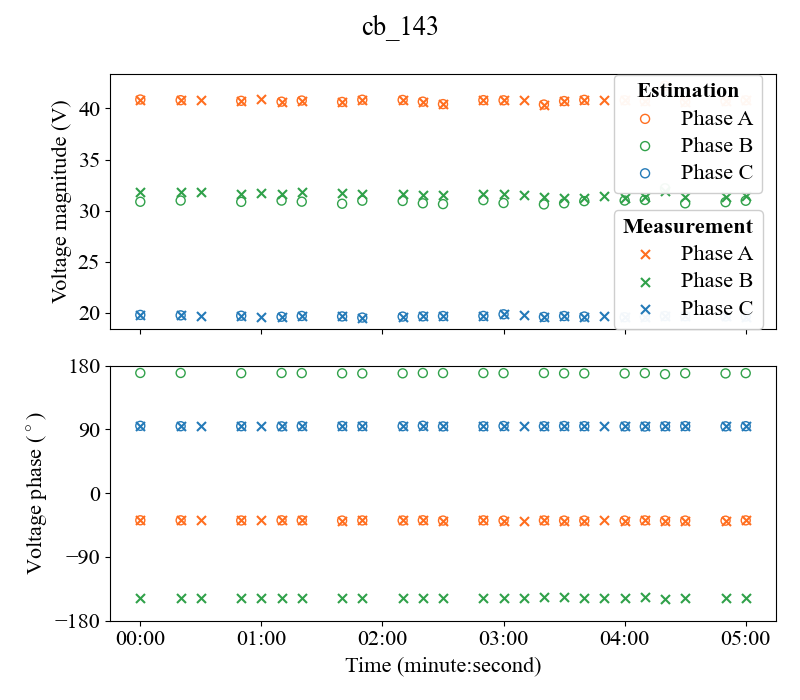 cb_143
Voltage magnitude (V)
40
35
30
25
20
Estimation
Phase A
Phase B
Phase C
Measurement
Phase A
Phase B
Phase C
Voltage phase (°)
180
90
0
−90
−180
00:00 01:00 02:00 03:00 04:00 05:00
Time (minute:second)